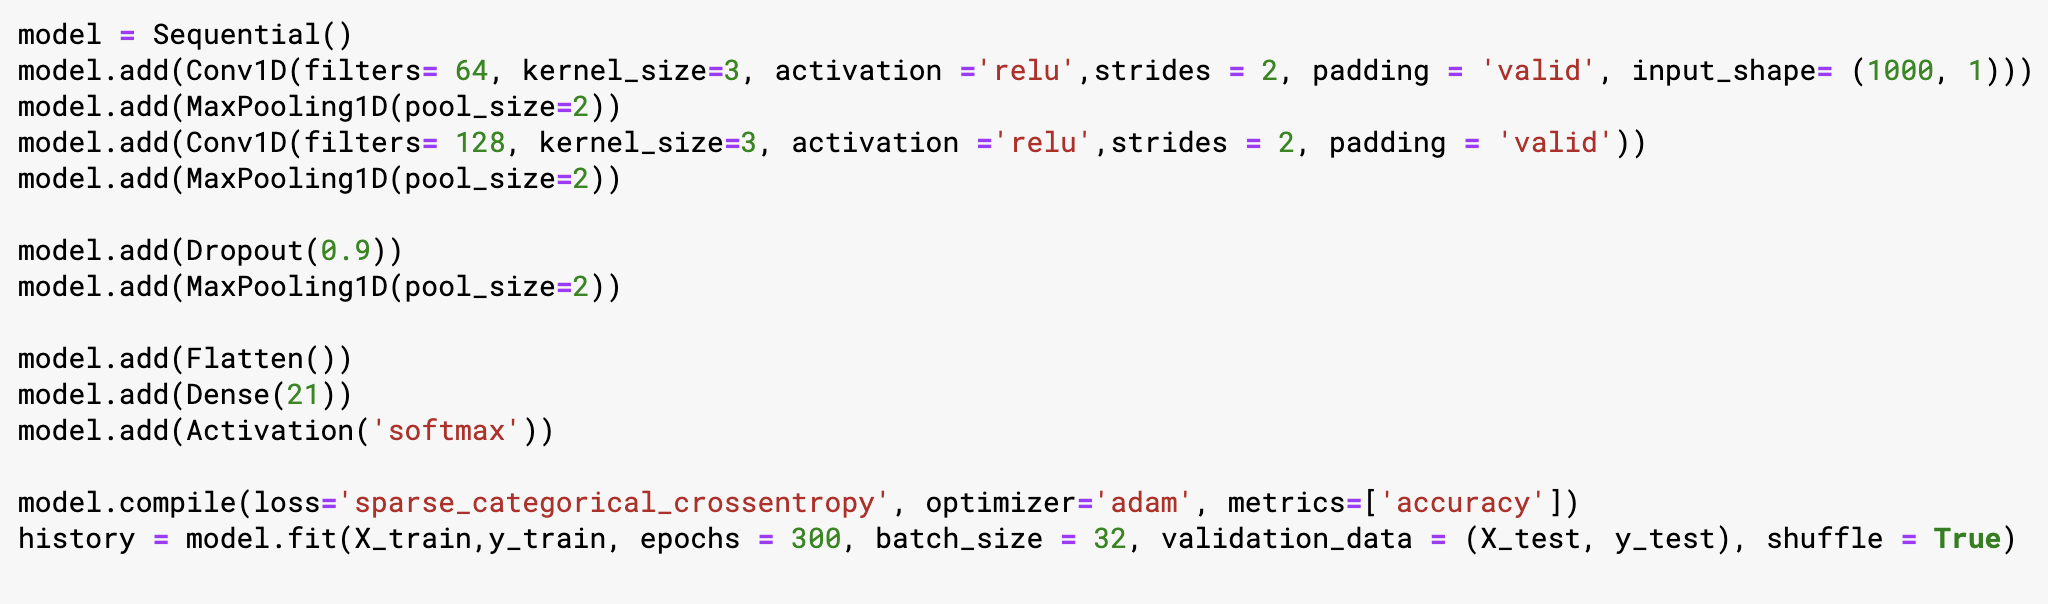 model = Sequential()
model.add(Conv1D(filters= 64, kernel_size=3, activation ='relu',strides = 2, padding = 'valid', input_shape= (1000, 1)))
model.add(MaxPooling1D(pool_size=2))
model.add(Conv1D(filters= 128, kernel_size=3, activation ='relu',strides = 2, padding = 'valid'))
model.add(MaxPooling1D(pool_size=2))

model.add(Dropout(0.9))
model.add(MaxPooling1D(pool_size=2))

model.add(Flatten())
model.add(Dense(21))
model.add(Activation('softmax'))

model.compile(loss='sparse_categorical_crossentropy', optimizer='adam', metrics=['accuracy'])
history = model.fit(X_train,y_train, epochs = 300, batch_size = 32, validation_data = (X_test, y_test), shuffle = True)